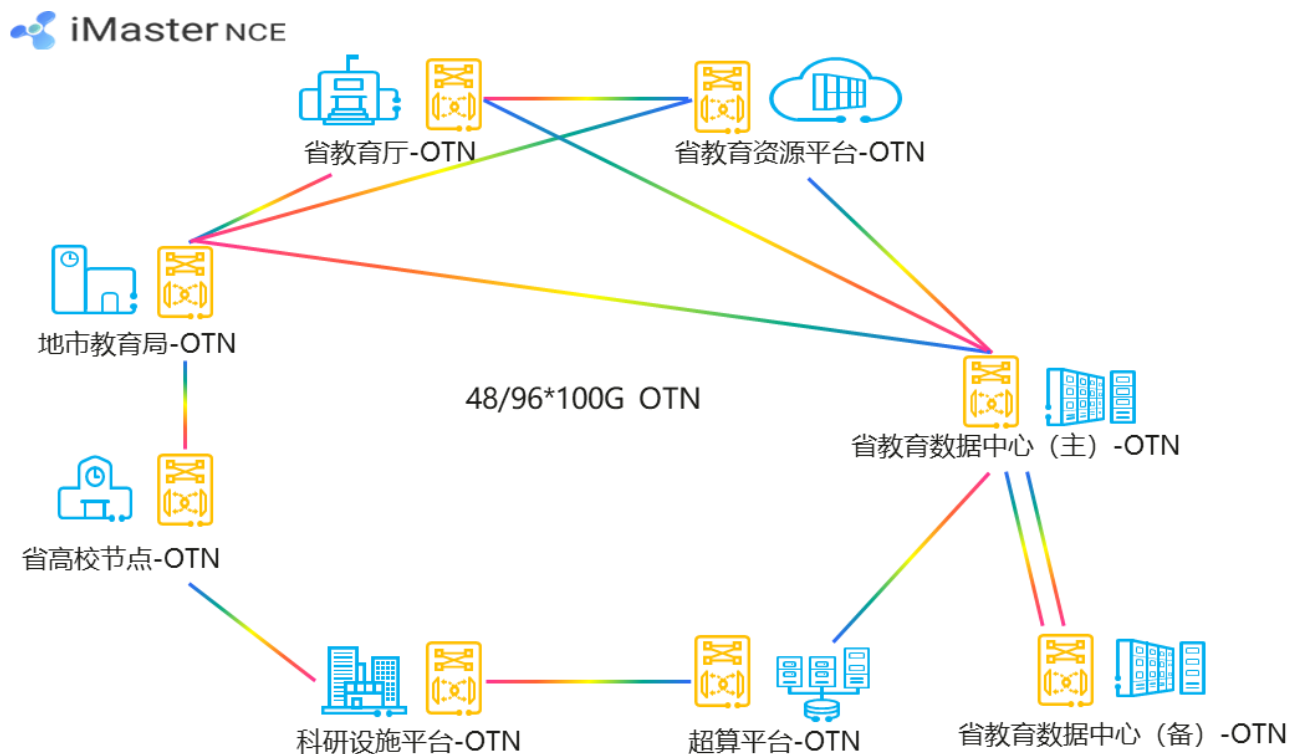 iMaster NCE
省教育厅-OTN
省教育资源平台-OTN
地市教育局-OTN
48/96*100G OTN
省教育数据中心（主）-OTN
省高校节点-OTN
科研设施平台-OTN
超算平台-OTN
省教育数据中心（备）-OTN